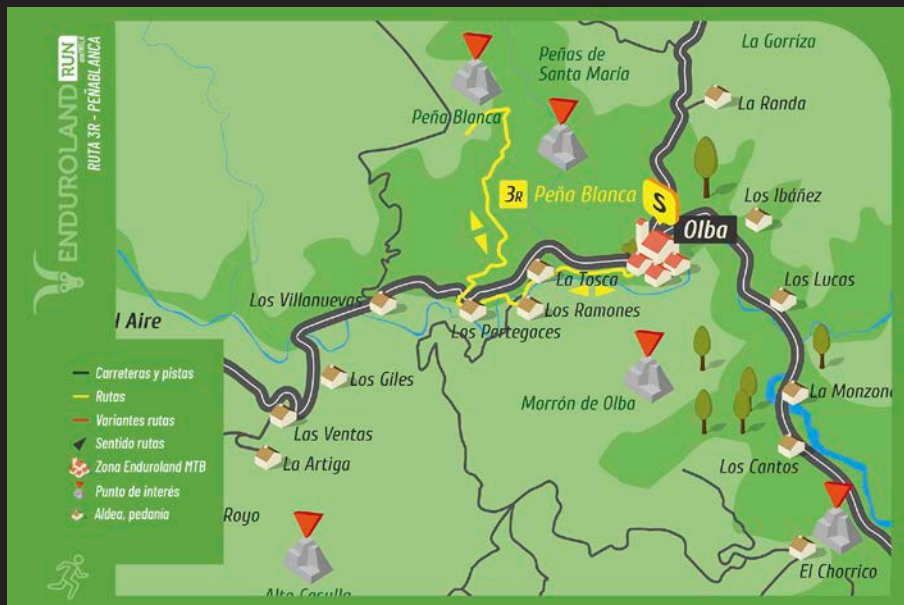 ENDUROLAND RUN
RUTA 3R - PEÑABLANCA
La Gorriza
Peñas de
Santa María
La Randa
Peña Blanca
3R Peña Blanca
S
Los Ibáñez
Olba
La Tosca
Los Lucas
Los Villanuevas
Los Ramones
Los Pertegaces
l Aire
Los Giles
La Monzon
Morrón de Olba
Las Ventas
La Artiga
Los Cantos
Royo
El Chorrico
Carreteras y pistas
Rutas
Variantes rutas
Sentido rutas
Zona Enduroland MTB
Punto de interés
Aldea, pedanía